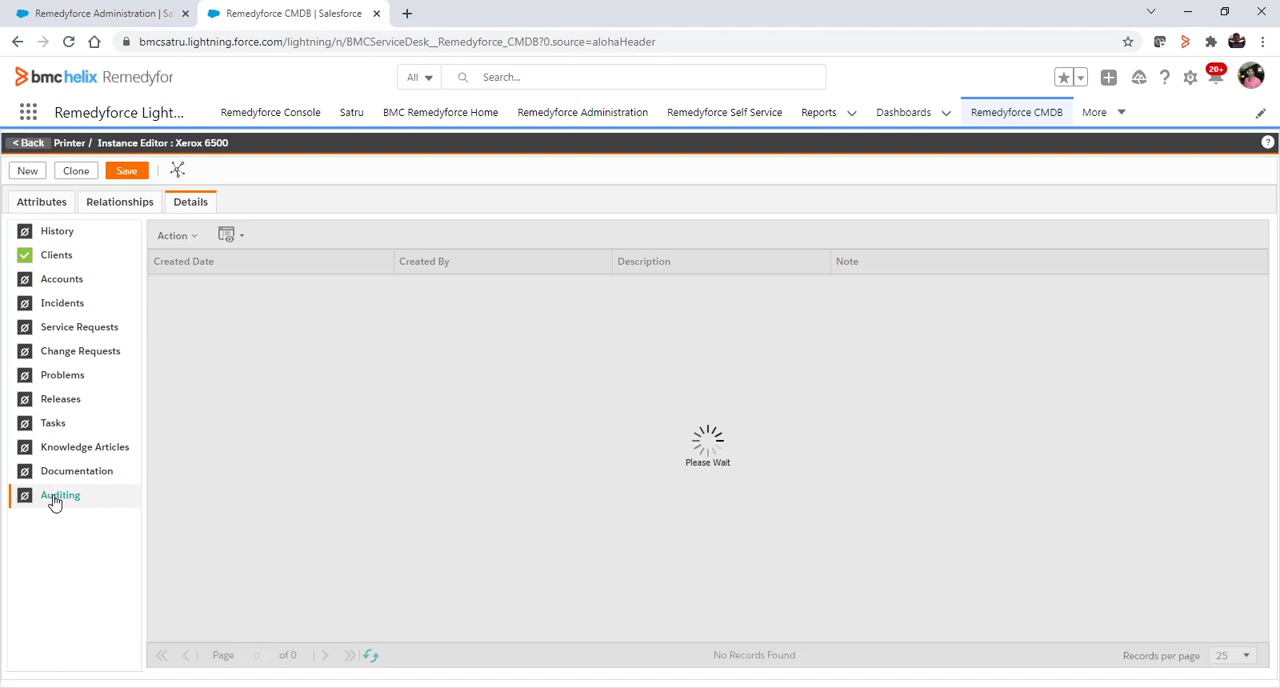 Remedyforce Administration | Sa
Remedyforce CMDB | Salesforce
bmcsatru.lightning.force.com/lightning/n/BMCServiceDesk__Remedyforce_CMDB?0.source=alohaHeader
bmchelix Remedyfor
All
Search...
20+
Remedyforce Light...
Remedyforce Console
Satru
BMC Remedyforce Home
Remedyforce Administration
Remedyforce Self Service
Reports
Dashboards
Remedyforce CMDB
More
< Back Printer / Instance Editor : Xerox 6500
New
Clone
Save
Attributes
Relationships
Details
History
Clients
Accounts
Incidents
Service Requests
Change Requests
Problems
Releases
Tasks
Knowledge Articles
Documentation
Auditing
Action
Created Date
Created By
Description
Note
Please Wait
Page
0
of 0
No Records Found
Records per page
25